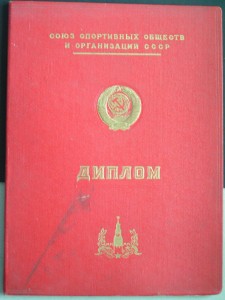 СОЮЗ СПОРТИВНЫХ ОБЩЕСТВ
И ОРГАНИЗАЦИЙ СССР
ДИПЛОМ